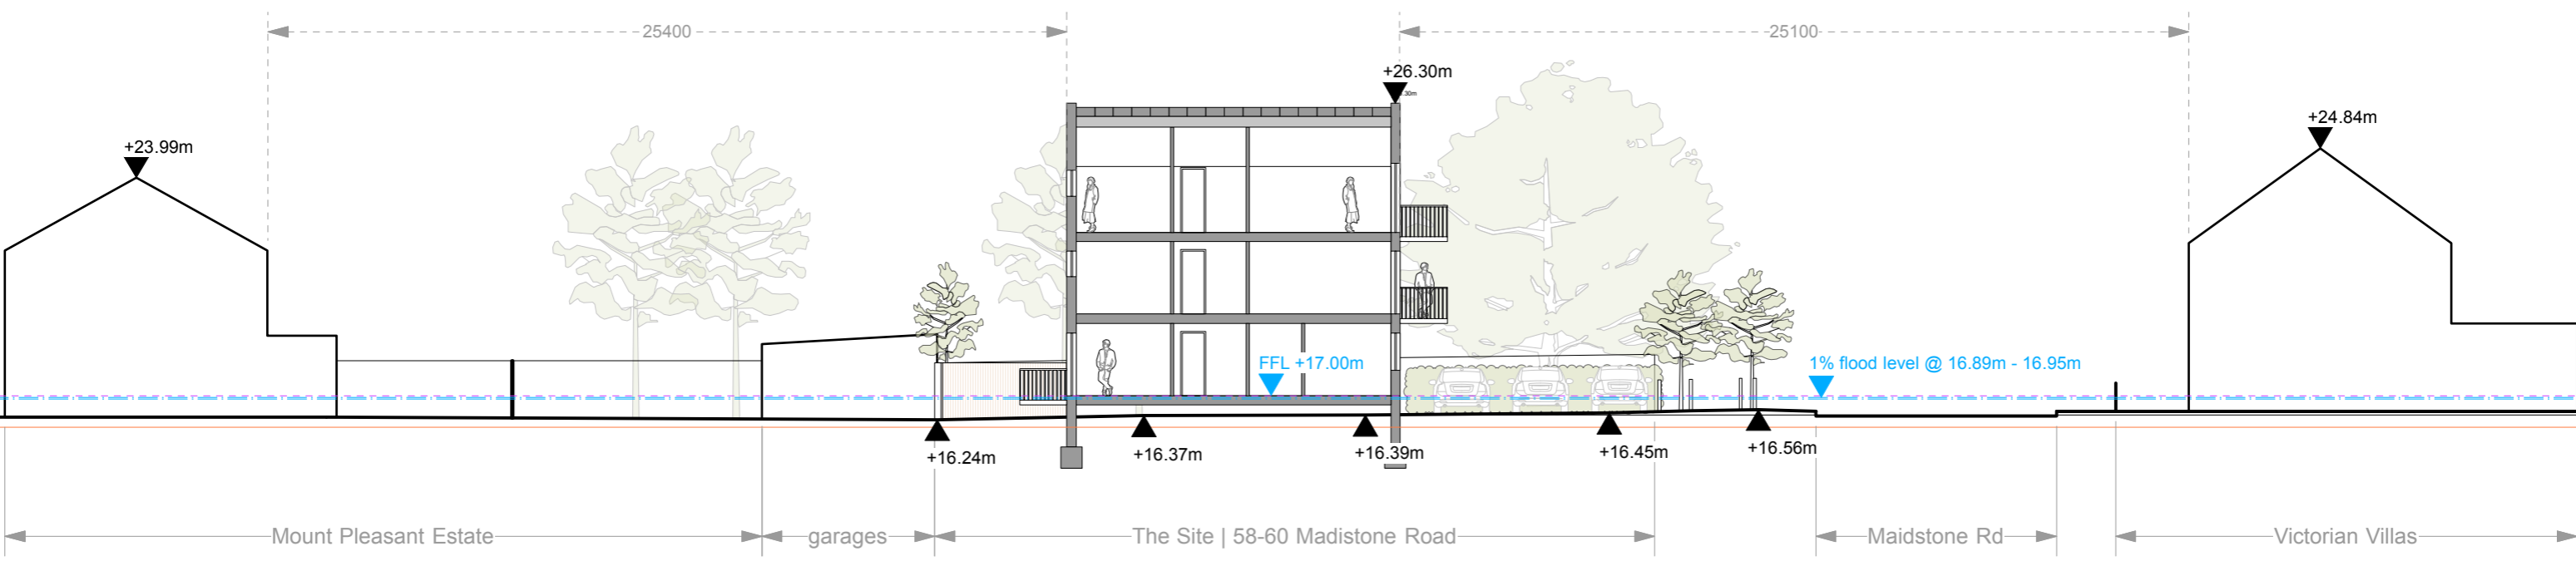 25400
25100
+26.30m
.30m
+24.84m
+23.99m
FFL +17.00m
1% flood level @ 16.89m - 16.95m
+16.24m
+16.37m
+16.39m
+16.45m
+16.56m
Mount Pleasant Estate
garages
The Site | 58-60 Madistone Road
Maidstone Rd
Victorian Villas